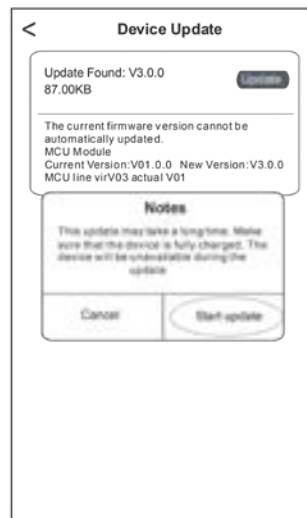 <
Device Update
Update Found: V3.0.0
Update
87.00KB
The current firmware version cannot be
automatically updated.
MCU Module
Current Version:V01.0.0 New Version:V3.0.0
MCU line virV03 actual V01
Notes
This update may take a long time. Make
sure that the device is fully charged. The
device will be unavailable during the
update
Cancel
Start update